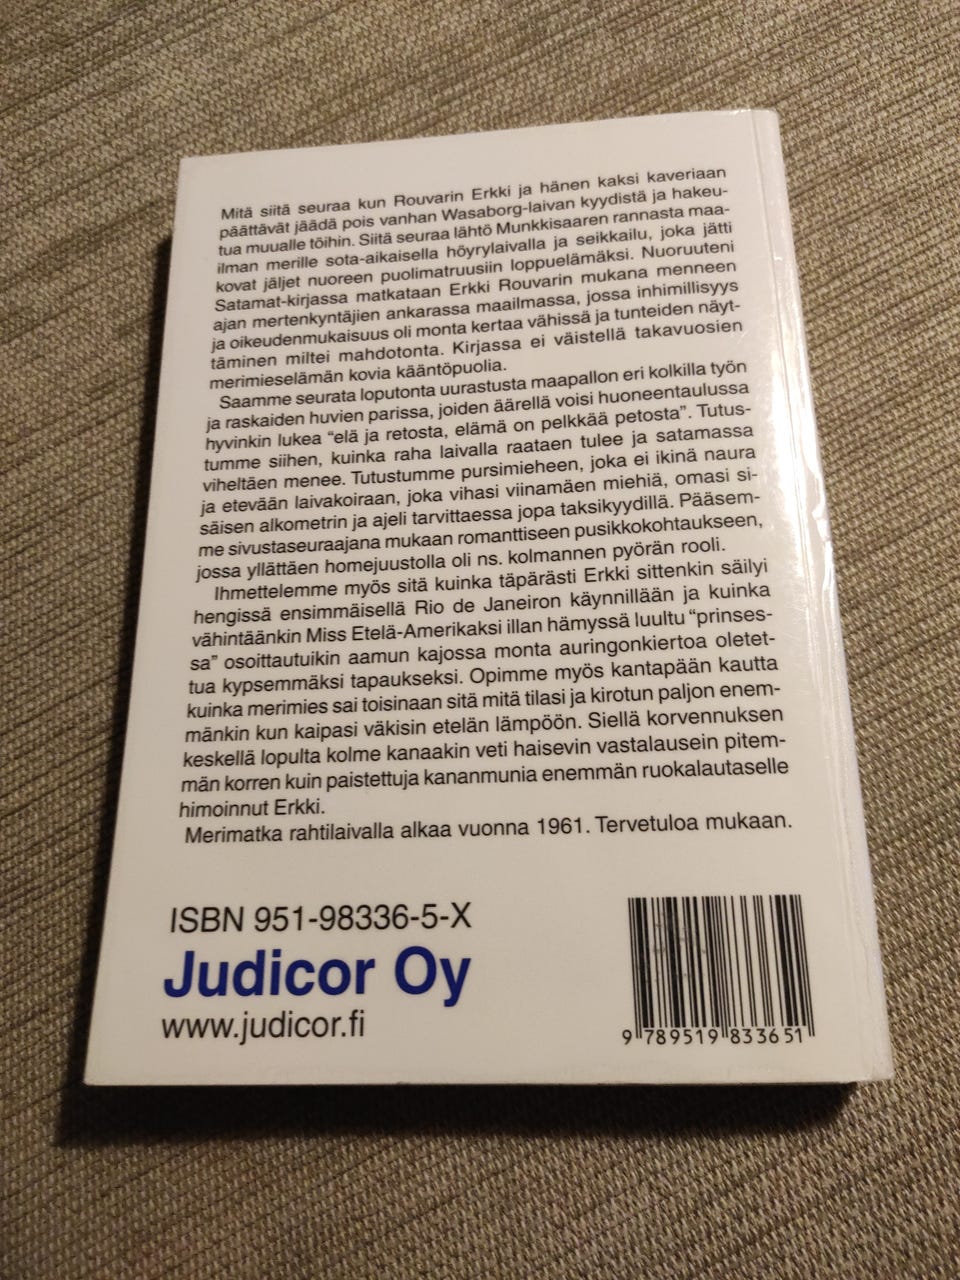 Mitä siitä seuraa kun Rouvarin Erkki ja hänen kaksi kaveriaan
päättävät jäädä pois vanhan Wasaborg-laivan kyydistä ja hakeu-
tua muualle töihin. Siitä seuraa lähtö Munkkisaaren rannasta maa-
ilman merille sota-aikaisella höyrylaivalla ja seikkailu, joka jätti
kovat jäljet nuoreen puolimatruusiin loppuelämäksi. Nuoruuteni
Satamat-kirjassa matkataan Erkki Rouvarin mukana menneen
ajan mertenkyntäjien ankarassa maailmassa, jossa inhimillisyys
ja oikeudenmukaisuus oli monta kertaa vähissä ja tunteiden näyt-
täminen miltei mahdotonta. Kirjassa ei väistellä takavuosien
merimieselämän kovia kääntöpuolia.
Saamme seurata loputonta uurastusta maapallon eri kolkilla työn
ja raskaiden huvien parissa, joiden äärellä voisi huoneentaulussa
hyvinkin lukea “elä ja retosta, elämä on pelkkää petosta”. Tutus-
tumme siihen, kuinka raha laivalla raataen tulee ja satamassa
viheltäen menee. Tutustumme pursimieheen, joka ei ikinä naura
ja etevään laivakoiraan, joka vihasi viinamäen miehiä, omasi si-
säisen alkometrin ja ajeli tarvittaessa jopa taksikyydillä. Pääsem-
me sivustaseuraajana mukaan romanttiseen pusikkokohtaukseen,
jossa yllättäen homejuustolla oli ns. kolmannen pyörän rooli.
Ihmettelemme myös sitä kuinka täpärästi Erkki sittenkin säilyi
hengissä ensimmäisellä Rio de Janeiron käynnillään ja kuinka
vähintäänkin Miss Etelä-Amerikaksi illan hämyssä luultu “prinses-
sa” osoittautuikin aamun kajossa monta auringonkiertoa oletet-
tua kypsemmäksi tapaukseksi. Opimme myös kantapään kautta
kuinka merimies sai toisinaan sitä mitä tilasi ja kirotun paljon enem-
mänkin kun kaipasi väkisin etelän lämpöön. Siellä korvennuksen
keskellä lopulta kolme kanaakin veti haisevin vastalausein pitem-
män korren kuin paistettuja kananmunia enemmän ruokalautaselle
himoinnut Erkki.
Merimatka rahtilaivalla alkaa vuonna 1961. Tervetuloa mukaan.
ISBN 951-98336-5-X
Judicor Oy
www.judicor.fi
9 789519 833651